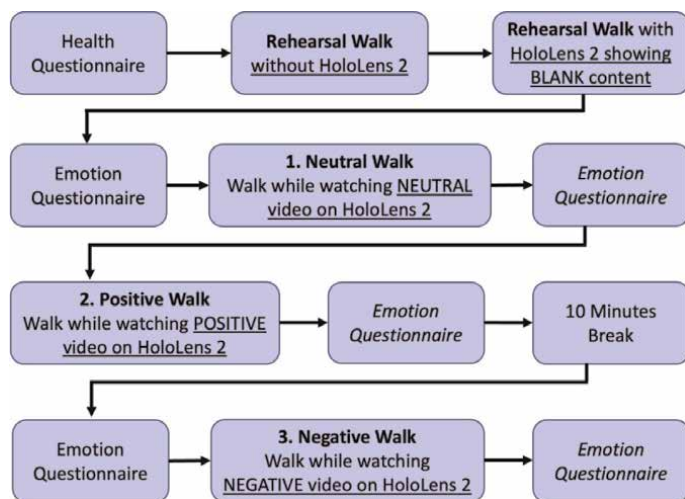 Health
Questionnaire
Rehearsal Walk
without HoloLens 2
Rehearsal Walk with
HoloLens 2 showing
BLANK content
Emotion
Questionnaire
1. Neutral Walk
Walk while watching NEUTRAL
video on HoloLens 2
Emotion
Questionnaire
2. Positive Walk
Walk while watching POSITIVE
video on HoloLens 2
Emotion
Questionnaire
10 Minutes
Break
Emotion
Questionnaire
3. Negative Walk
Walk while watching
NEGATIVE video on HoloLens 2
Emotion
Questionnaire